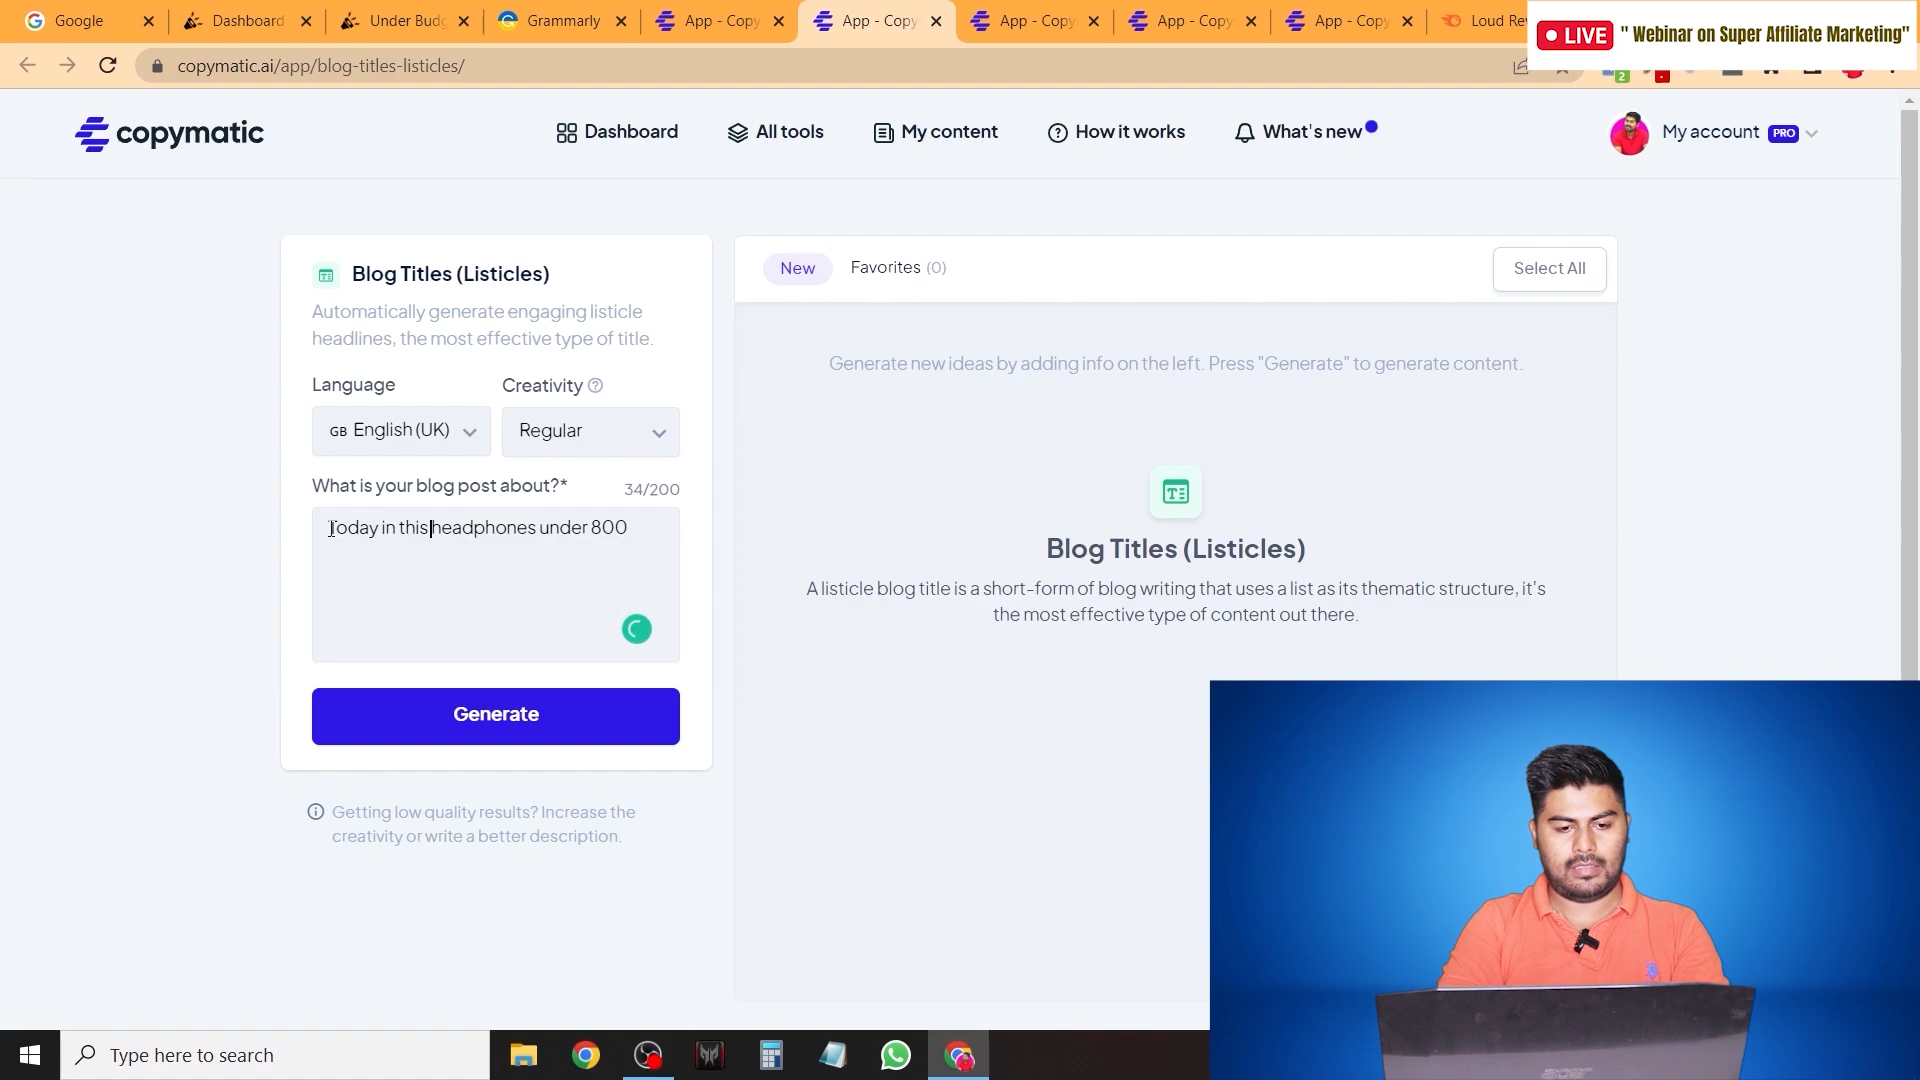 Google
Dashboard
Under Budg
Grammarly
App - Copy
App - Copy
App - Copy
App - Copy
App - Copy
Loud Re
LIVE " Webinar on Super Affiliate Marketing"
copymatic.ai/app/blog-titles-listicles/
2
copymatic
Dashboard
All tools
My content
How it works
What's new
My account PRO
Blog Titles (Listicles)
Automatically generate engaging listicle
headlines, the most effective type of title.
Language
Creativity
GB English (UK)
Regular
What is your blog post about?*
34/200
Today in this headphones under 800
Generate
Getting low quality results? Increase the
creativity or write a better description.
New
Favorites (0)
Select All
Generate new ideas by adding info on the left. Press "Generate" to generate content.
Blog Titles (Listicles)
A listicle blog title is a short-form of blog writing that uses a list as its thematic structure, it's
the most effective type of content out there.
acer
Type here to search